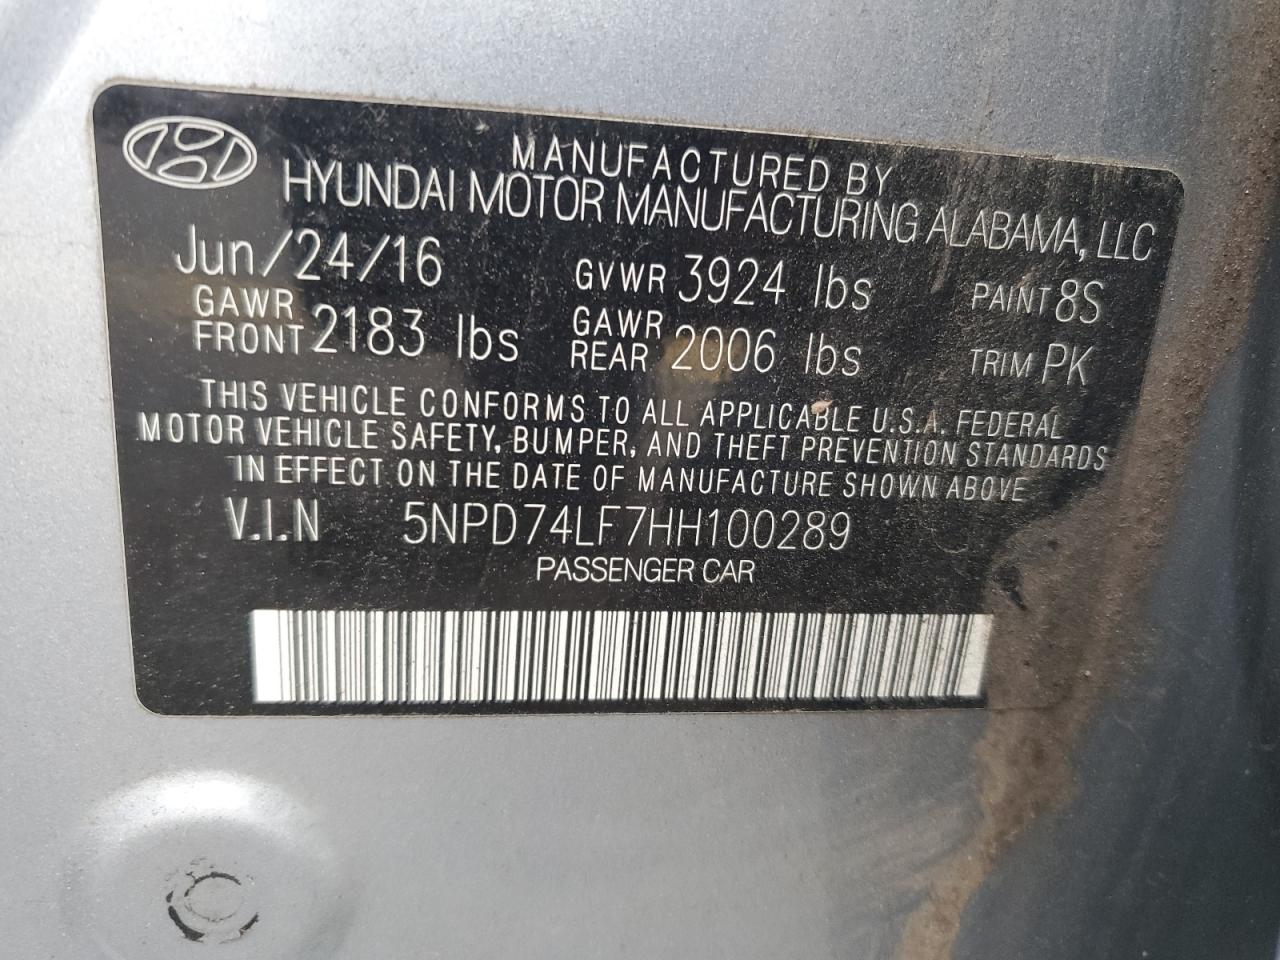 MANUFACTURED BY
HYUNDAI MOTOR MANUFACTURING ALABAMA, LLC
Jun/24/16 GVWR 3924 lbs PAINT 8S
GAWR FRONT 2183 lbs GAWR REAR 2006 lbs TRIM PK
THIS VEHICLE CONFORMS TO ALL APPLICABLE U.S.A. FEDERAL
MOTOR VEHICLE SAFETY, BUMPER, AND THEFT PREVENTION STANDARDS
IN EFFECT ON THE DATE OF MANUFACTURE SHOWN ABOVE
V.I.N 5NPD74LF7HH100289
PASSENGER CAR